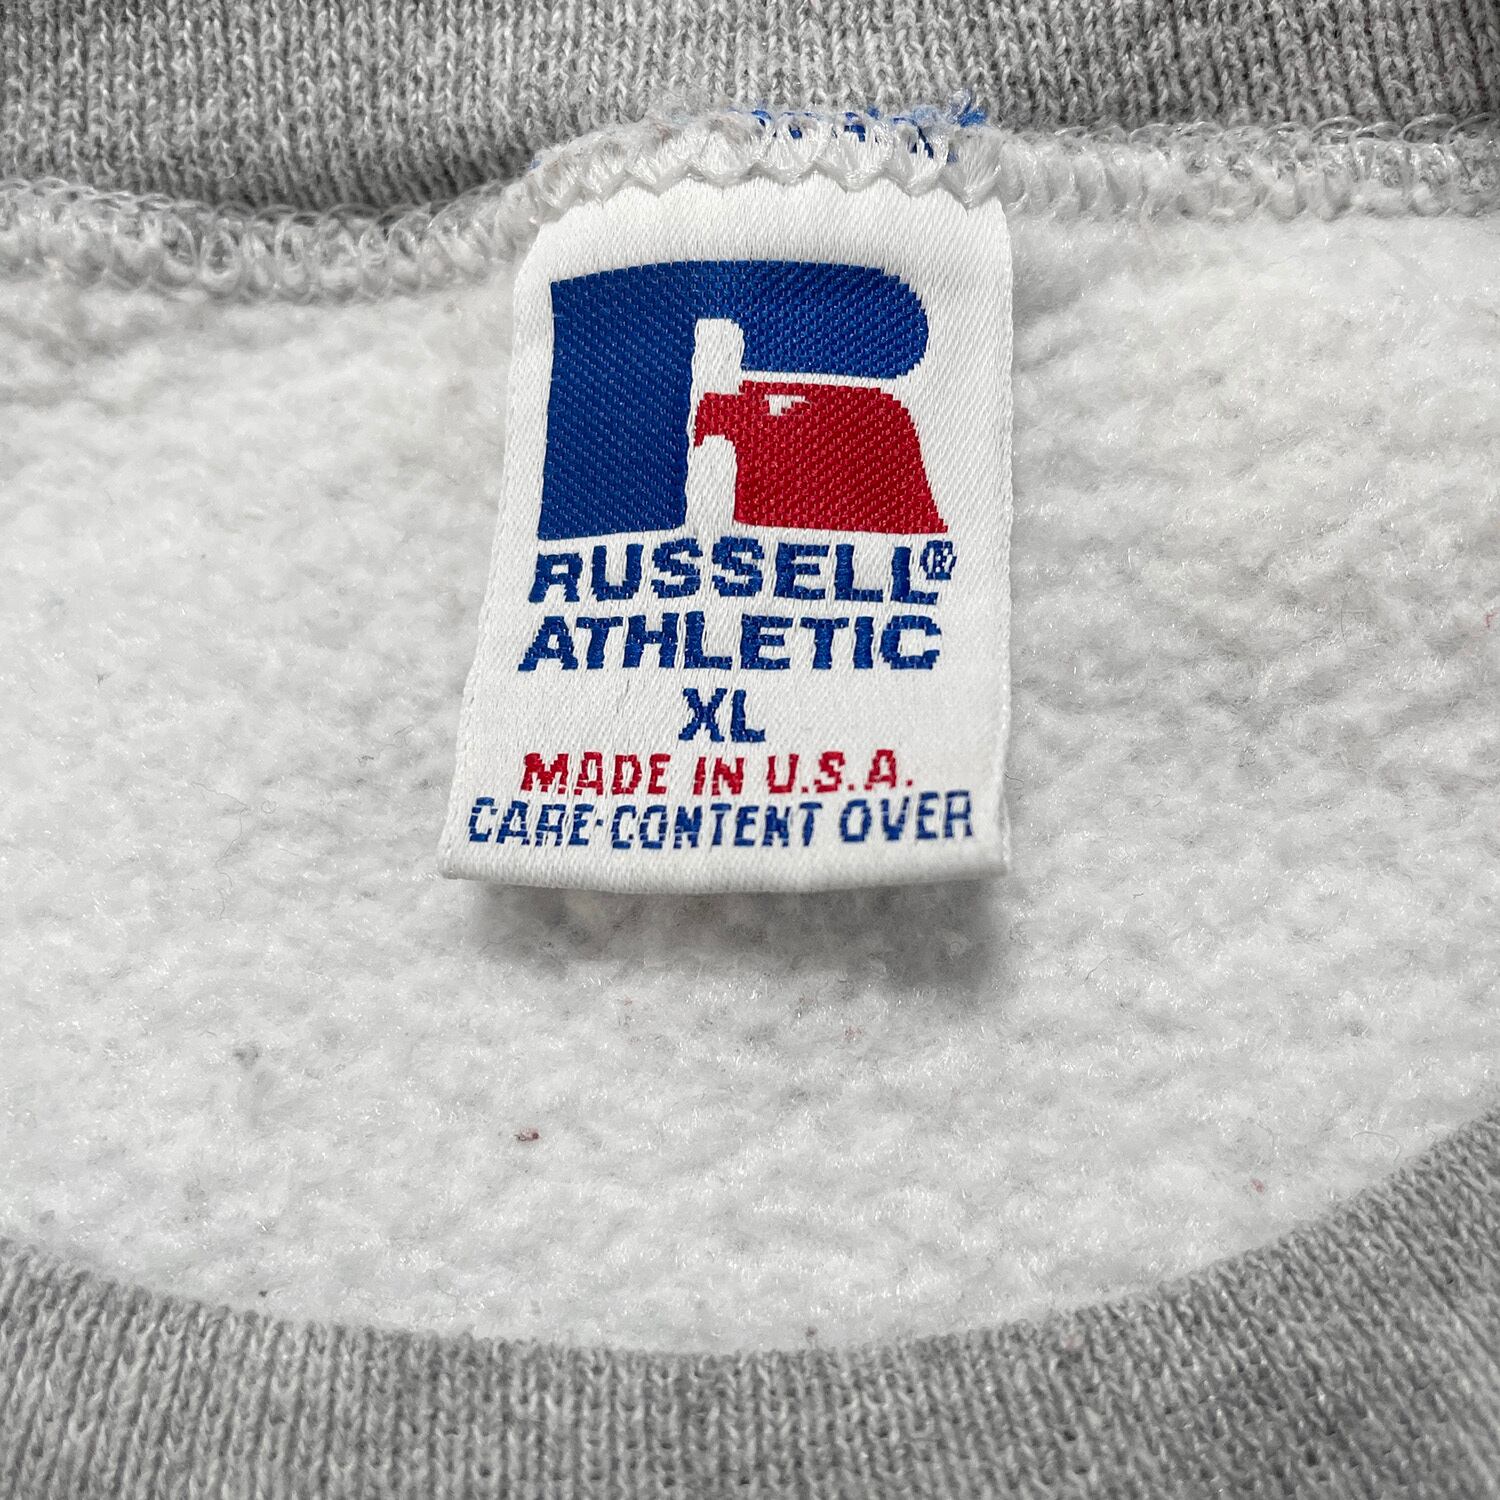 RUSSELL®
ATHLETIC
XL
MADE IN U.S.A.
CARE-CONTENT OVER